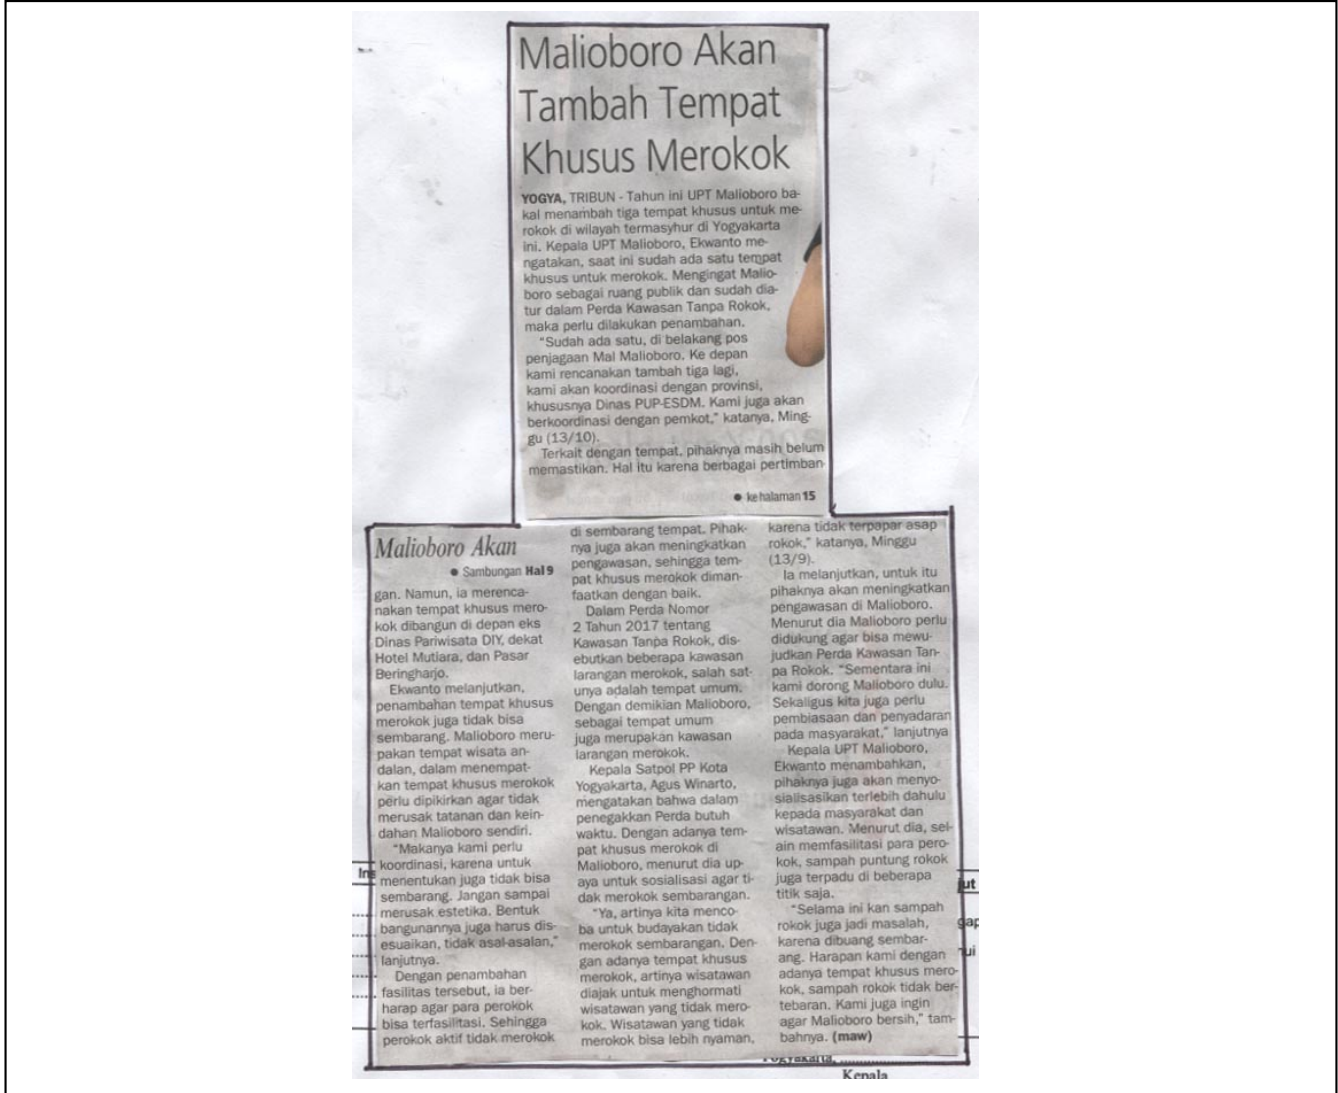 Malioboro Akan
Tambah Tempat
Khusus Merokok
YOGYA, TRIBUN - Tahun ini UPT Malioboro ba-
kal menambah tiga tempat khusus untuk me-
rokok di wilayah termasyhur di Yogyakarta
ini. Kepala UPT Malioboro, Ekwanto me-
ngatakan, saat ini sudah ada satu tempat
khusus untuk merokok. Mengingat Malio-
boro sebagai ruang publik dan sudah dia-
tur dalam Perda Kawasan Tanpa Rokok,
maka perlu dilakukan penambahan.
"Sudah ada satu, di belakang pos
penjagaan Mal Malioboro. Ke depan
kami rencanakan tambah tiga lagi,
kami akan koordinasi dengan provinsi,
khususnya Dinas PUP-ESDM. Kami juga akan
berkoordinasi dengan pemkot," katanya, Ming-
gu (13/10).
Terkait dengan tempat, pihaknya masih belum
memastikan. Hal itu karena berbagai pertimban-
● ke halaman 15
Malioboro Akan
● Sambungan Hal 9
gan. Namun, ia merenca-
nakan tempat khusus mero-
kok dibangun di depan eks
Dinas Pariwisata DIY, dekat
Hotel Mutiara, dan Pasar
Beringharjo.
Ekwanto melanjutkan,
penambahan tempat khusus
merokok juga tidak bisa
sembarang. Malioboro meru-
pakan tempat wisata an-
dalan, dalam menempat-
kan tempat khusus merokok
perlu dipikirkan agar tidak
merusak tatanan dan kein-
dahan Malioboro sendiri.
"Makanya kami perlu
koordinasi, karena untuk
menentukan juga tidak bisa
sembarang. Jangan sampai
merusak estetika. Bentuk
bangunannya juga harus dis-
esuaikan, tidak asal-asalan,"
lanjutnya.
Dengan penambahan
fasilitas tersebut, ia ber-
harap agar para perokok
bisa terfasilitasi. Sehingga
perokok aktif tidak merokok
di sembarang tempat. Pihak-
nya juga akan meningkatkan
pengawasan, sehingga tem-
pat khusus merokok diman-
faatkan dengan baik.
Dalam Perda Nomor
2 Tahun 2017 tentang
Kawasan Tanpa Rokok, dis-
ebutkan beberapa kawasan
larangan merokok, salah sat-
unya adalah tempat umum.
Dengan demikian Malioboro,
sebagai tempat umum
juga merupakan kawasan
larangan merokok.
Kepala Satpol PP Kota
Yogyakarta, Agus Winarto,
mengatakan bahwa dalam
penegakkan Perda butuh
waktu. Dengan adanya tem-
pat khusus merokok di
Malioboro, menurut dia up-
aya untuk sosialisasi agar ti-
dak merokok sembarangan.
"Ya, artinya kita menco-
ba untuk budayakan tidak
merokok sembarangan. Den-
gan adanya tempat khusus
merokok, artinya wisatawan
diajak untuk menghormati
wisatawan yang tidak mero-
kok. Wisatawan yang tidak
merokok bisa lebih nyaman,
karena tidak terpapar asap
rokok," katanya, Minggu
(13/9).
Ia melanjutkan, untuk itu
pihaknya akan meningkatkan
pengawasan di Malioboro.
Menurut dia Malioboro perlu
didukung agar bisa mewu-
judkan Perda Kawasan Tan-
pa Rokok. "Sementara ini
kami dorong Malioboro dulu.
Sekaligus kita juga perlu
pembiasaan dan penyadaran
pada masyarakat," lanjutnya
Kepala UPT Malioboro,
Ekwanto menambahkan,
pihaknya juga akan menyo-
sialisasikan terlebih dahulu
kepada masyarakat dan
wisatawan. Menurut dia, sel-
ain memfasilitasi para pero-
kok, sampah puntung rokok
juga terpadu di beberapa
titik saja.
"Selama ini kan sampah
rokok juga jadi masalah,
karena dibuang sembar-
ang. Harapan kami dengan
adanya tempat khusus mero-
kok, sampah rokok tidak ber-
tebaran. Kami juga ingin
agar Malioboro bersih," tam-
bahnya. (maw)
Ins
jut
gap
ui
Yogyakarta, ..............
Kepala